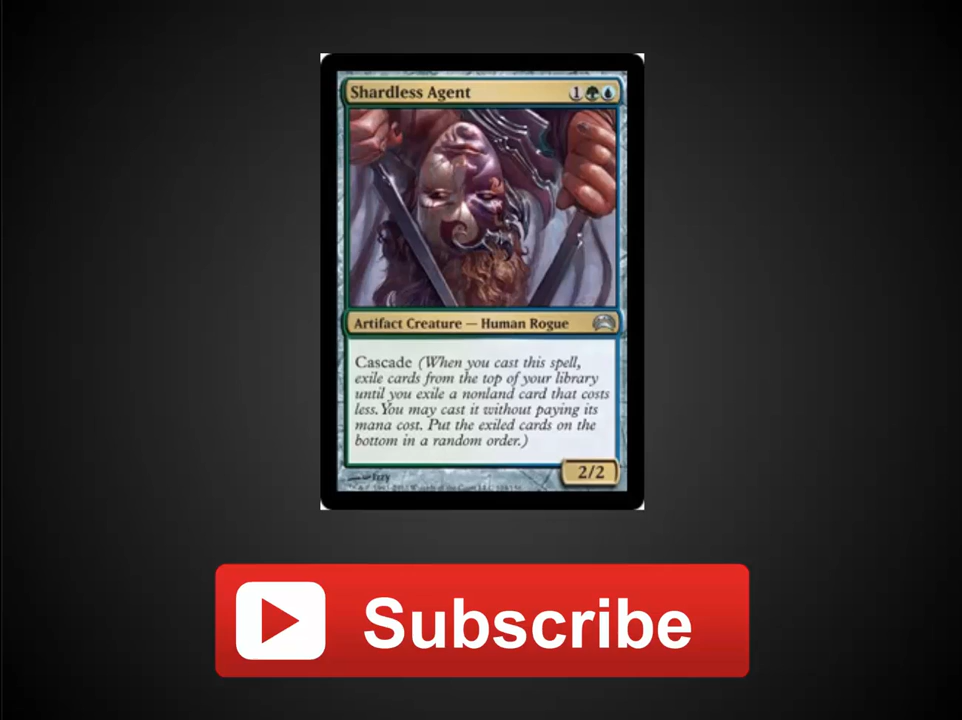 Shardless Agent 1
Artifact Creature — Human Rogue
Cascade (When you cast this spell,
exile cards from the top of your library
until you exile a nonland card that costs
less. You may cast it without paying its
mana cost. Put the exiled cards on the
bottom in a random order.)
2/2
Izzy
Subscribe